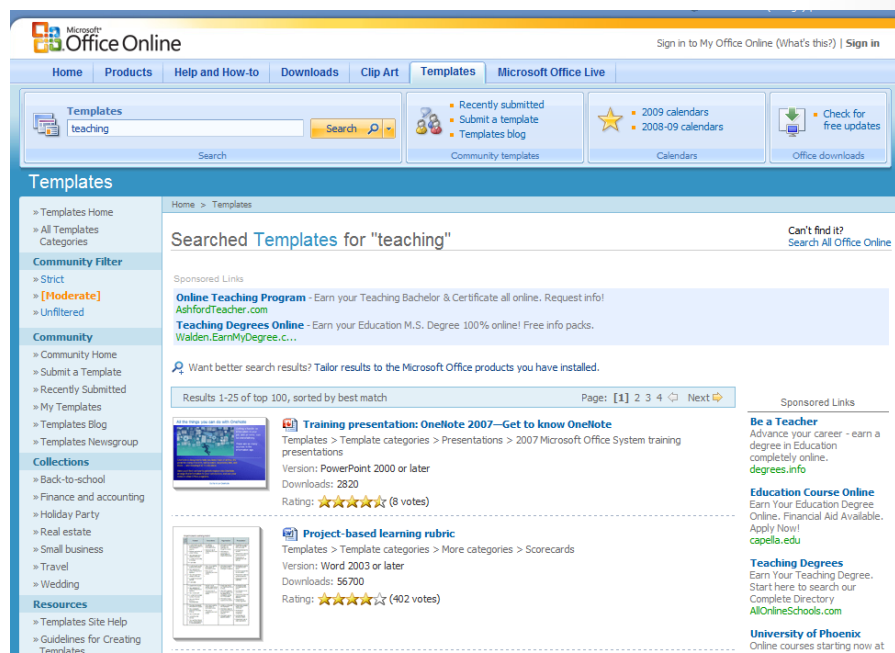 Microsoft®
Office Online
Sign in to My Office Online (What's this?) | Sign in
Home Products Help and How-to Downloads Clip Art Templates Microsoft Office Live
Templates
teaching
Search
Search
Recently submitted
Submit a template
Templates blog
Community templates
2009 calendars
2008-09 calendars
Calendars
Check for
free updates
Office downloads
Templates
» Templates Home
» All Templates
Categories
Community Filter
» Strict
» [Moderate]
» Unfiltered
Community
» Community Home
» Submit a Template
» Recently Submitted
» My Templates
» Templates Blog
» Templates Newsgroup
Collections
» Back-to-school
» Finance and accounting
» Holiday Party
» Real estate
» Small business
» Travel
» Wedding
Resources
» Templates Site Help
» Guidelines for Creating
Templates
Home > Templates
Searched Templates for "teaching"
Can't find it?
Search All Office Online
Sponsored Links
Online Teaching Program - Earn your Teaching Bachelor & Certificate all online. Request info!
AshfordTeacher.com
Teaching Degrees Online - Earn your Education M.S. Degree 100% online! Free info packs.
Walden.EarnMyDegree.c...
Want better search results? Tailor results to the Microsoft Office products you have installed.
Results 1-25 of top 100, sorted by best match
Page: [1] 2 3 4 Next
All the things you can do with OneNote
Training presentation: OneNote 2007—Get to know OneNote
Templates > Template categories > Presentations > 2007 Microsoft Office System training
presentations
Version: PowerPoint 2000 or later
Downloads: 2820
Rating: (8 votes)
Project-based learning rubric
Templates > Template categories > More categories > Scorecards
Version: Word 2003 or later
Downloads: 56700
Rating: (402 votes)
Sponsored Links
Be a Teacher
Advance your career - earn a
degree in Education
completely online.
degrees.info
Education Course Online
Earn Your Education Degree
Online. Financial Aid Available.
Apply Now!
capella.edu
Teaching Degrees
Earn Your Teaching Degree.
Start here to search our
Complete Directory
AllOnlineSchools.com
University of Phoenix
Online courses starting now at